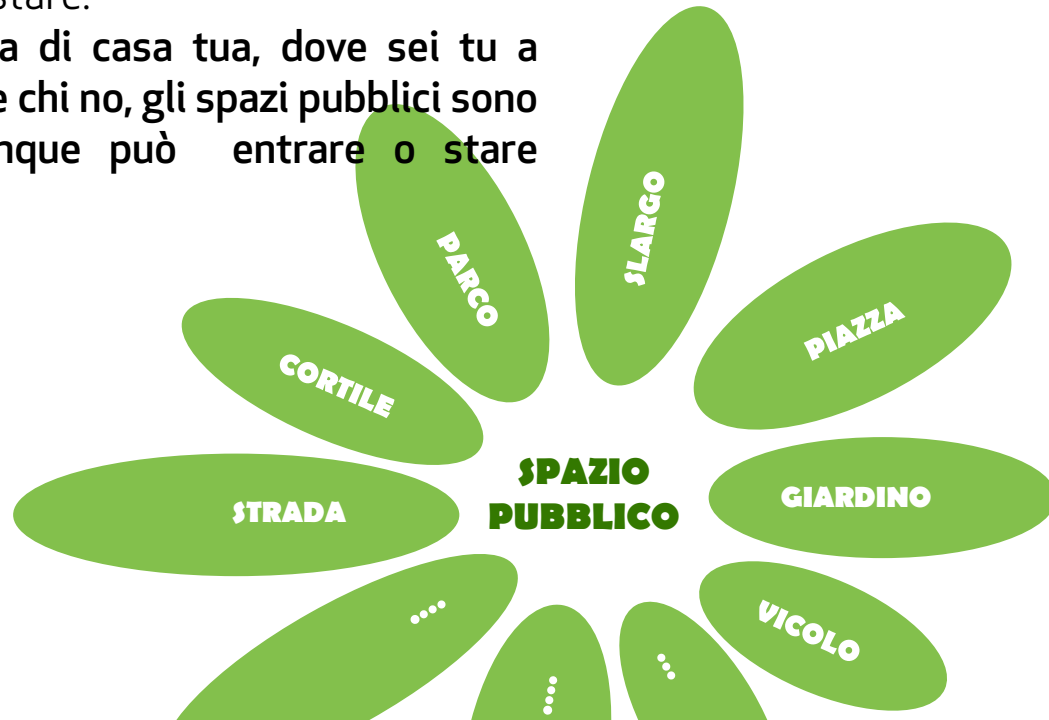 stare.
a di casa tua, dove sei tu a
e chi no, gli spazi pubblici sono
nque può entrare o stare
SLARGO
PARCO
PIAZZA
CORTILE
SPAZIO
PUBBLICO
GIARDINO
STRADA
VICOLO
....
...
....